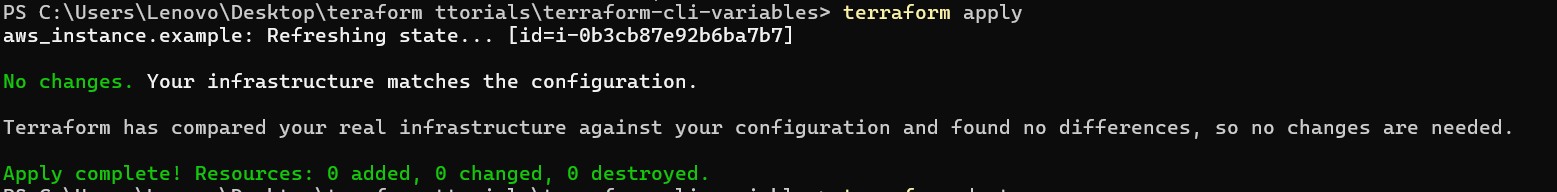 PS C:\Users\Lenovo\Desktop\teraform ttorials\terraform-cli-variables> terraform apply
aws_instance.example: Refreshing state... [id=i-0b3cb87e92b6ba7b7]
No changes. Your infrastructure matches the configuration.
Terraform has compared your real infrastructure against your configuration and found no differences, so no changes are needed.
Apply complete! Resources: 0 added, 0 changed, 0 destroyed.